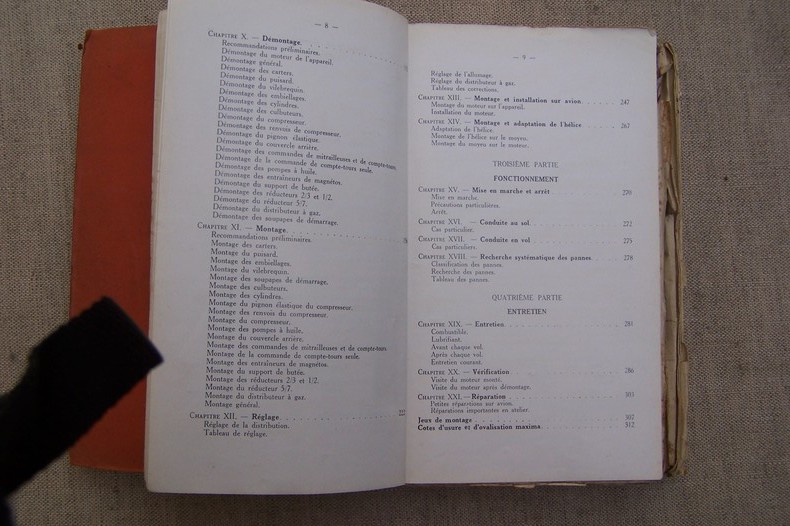 — 8 —
CHAPITRE X. — Démontage.
Recommandations préliminaires.
Démontage du moteur de l'appareil.
Démontage général.
Démontage des carters.
Démontage du puisard.
Démontage du vilebrequin.
Démontage des embiellages.
Démontage des cylindres.
Démontage des culbuteurs.
Démontage du compresseur.
Démontage des renvois de compresseur.
Démontage du pignon élastique.
Démontage du couvercle arrière.
Démontage des commandes de mitrailleuses et de compte-tours.
Démontage de la commande de compte-tours seule.
Démontage des pompes à huile.
Démontage des entraîneurs de magnétos.
Démontage du support de butée.
Démontage des réducteurs 2/3 et 1/2.
Démontage du réducteur 5/7.
Démontage du distributeur à gaz.
Démontage des soupapes de démarrage.
CHAPITRE XI. — Montage.
Recommandations préliminaires.
Montage des carters.
Montage du puisard.
Montage des embiellages.
Montage du vilebrequin.
Montage des soupapes de démarrage.
Montage des culbuteurs.
Montage des cylindres.
Montage du pignon élastique du compresseur.
Montage des renvois du compresseur.
Montage du compresseur.
Montage des pompes à huile.
Montage du couvercle arrière.
Montage des commandes de mitrailleuses et de compte-tours
Montage de la commande de compte-tours seule.
Montage des entraîneurs de magnétos.
Montage du support de butée.
Montage des réducteurs 2/3 et 1/2.
Montage du réducteur 5/7.
Montage du distributeur à gaz.
Montage général.
CHAPITRE XII. — Réglage
Réglage de la distribution.
Tableau de réglage.
— 9 —
Réglage de l'allumage.
Réglage du distributeur à gaz.
Tableau des corrections.
CHAPITRE XIII. — Montage et installation sur avion 247
Montage du moteur sur l'appareil.
Installation du moteur.
CHAPITRE XIV. — Montage et adaptation de l'hélice 267
Adaptation de l'hélice.
Montage de l'hélice sur le moyeu.
Montage du moyeu sur le moteur.
TROISIÈME PARTIE
FONCTIONNEMENT
CHAPITRE XV. — Mise en marche et arrêt 270
Mise en marche.
Précautions particulières.
Arrêt.
CHAPITRE XVI. — Conduite au sol 272
Cas particulier.
CHAPITRE XVII. — Conduite en vol 275
Cas particuliers.
CHAPITRE XVIII. — Recherche systématique des pannes. 278
Classification des pannes.
Recherche des pannes.
Tableau des pannes.
QUATRIÈME PARTIE
ENTRETIEN
CHAPITRE XIX. — Entretien 281
Combustible.
Lubrifiant.
Avant chaque vol.
Après chaque vol.
Entretien courant.
CHAPITRE XX. — Vérification 286
Visite du moteur monté.
Visite du moteur après démontage.
CHAPITRE XXI. — Réparation 303
Petites réparations sur avion.
Réparations importantes en atelier.
Jeux de montage 307
Cotes d'usure et d'ovalisation maxima 312